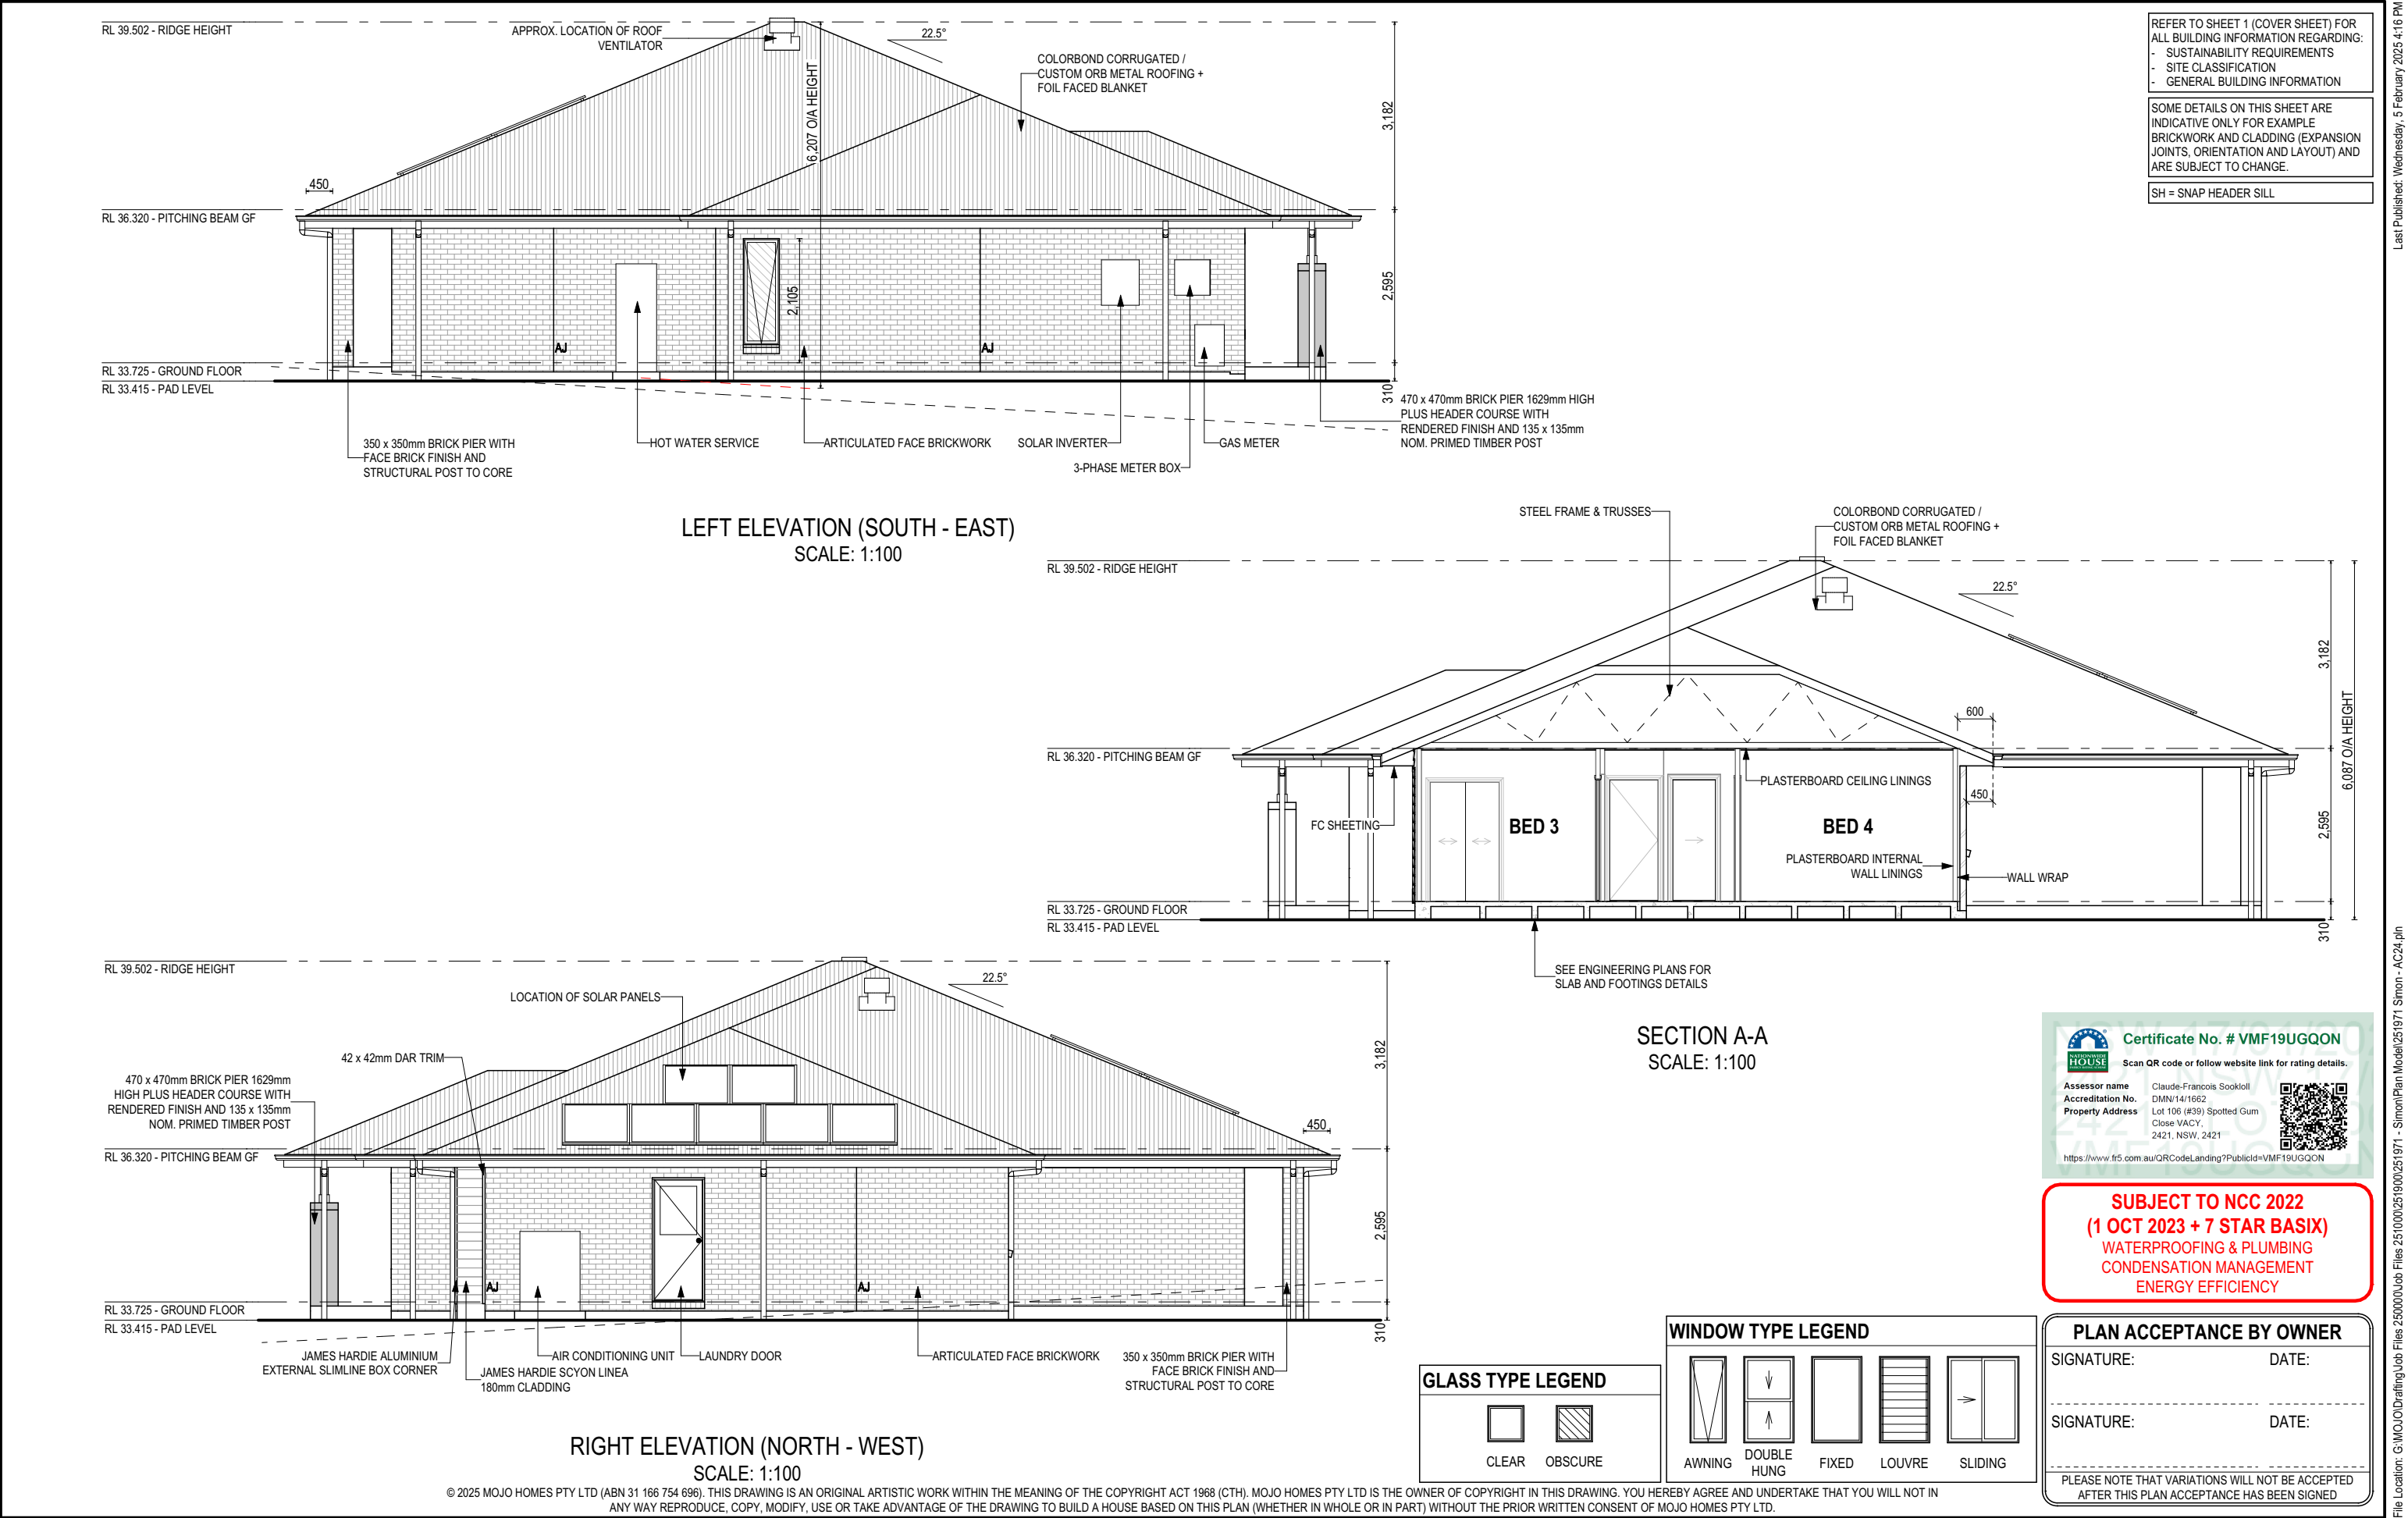 RL 39.502 - RIDGE HEIGHT
APPROX. LOCATION OF ROOF
VENTILATOR
22.5°
COLORBOND CORRUGATED /
CUSTOM ORB METAL ROOFING +
FOIL FACED BLANKET
6,207 O/A HEIGHT
3,182
450
RL 36.320 - PITCHING BEAM GF
2,105
2,595
AJ
AJ
RL 33.725 - GROUND FLOOR
RL 33.415 - PAD LEVEL
310
350 x 350mm BRICK PIER WITH
FACE BRICK FINISH AND
STRUCTURAL POST TO CORE
HOT WATER SERVICE
ARTICULATED FACE BRICKWORK
SOLAR INVERTER
3-PHASE METER BOX
GAS METER
470 x 470mm BRICK PIER 1629mm HIGH
PLUS HEADER COURSE WITH
RENDERED FINISH AND 135 x 135mm
NOM. PRIMED TIMBER POST
LEFT ELEVATION (SOUTH - EAST)
SCALE: 1:100
REFER TO SHEET 1 (COVER SHEET) FOR
ALL BUILDING INFORMATION REGARDING:
- SUSTAINABILITY REQUIREMENTS
- SITE CLASSIFICATION
- GENERAL BUILDING INFORMATION
SOME DETAILS ON THIS SHEET ARE
INDICATIVE ONLY FOR EXAMPLE
BRICKWORK AND CLADDING (EXPANSION
JOINTS, ORIENTATION AND LAYOUT) AND
ARE SUBJECT TO CHANGE.
SH = SNAP HEADER SILL
Last Published: Wednesday, 5 February 2025 4:16 PM
STEEL FRAME & TRUSSES
COLORBOND CORRUGATED /
CUSTOM ORB METAL ROOFING +
FOIL FACED BLANKET
RL 39.502 - RIDGE HEIGHT
22.5°
3,182
600
6,087 O/A HEIGHT
RL 36.320 - PITCHING BEAM GF
PLASTERBOARD CEILING LININGS
450
FC SHEETING
BED 3
BED 4
2,595
PLASTERBOARD INTERNAL
WALL LININGS
WALL WRAP
RL 33.725 - GROUND FLOOR
RL 33.415 - PAD LEVEL
310
SEE ENGINEERING PLANS FOR
SLAB AND FOOTINGS DETAILS
SECTION A-A
SCALE: 1:100
RL 39.502 - RIDGE HEIGHT
22.5°
LOCATION OF SOLAR PANELS
42 x 42mm DAR TRIM
3,182
470 x 470mm BRICK PIER 1629mm
HIGH PLUS HEADER COURSE WITH
RENDERED FINISH AND 135 x 135mm
NOM. PRIMED TIMBER POST
450
RL 36.320 - PITCHING BEAM GF
2,595
AJ
AJ
RL 33.725 - GROUND FLOOR
RL 33.415 - PAD LEVEL
310
JAMES HARDIE ALUMINIUM
EXTERNAL SLIMLINE BOX CORNER
JAMES HARDIE SCYON LINEA
180mm CLADDING
AIR CONDITIONING UNIT
LAUNDRY DOOR
ARTICULATED FACE BRICKWORK
350 x 350mm BRICK PIER WITH
FACE BRICK FINISH AND
STRUCTURAL POST TO CORE
RIGHT ELEVATION (NORTH - WEST)
SCALE: 1:100
NATIONWIDE
HOUSE
Certificate No. # VMF19UGQON
Scan QR code or follow website link for rating details.
Assessor name Claude-Francois Sookloll
Accreditation No. DMN/14/1662
Property Address Lot 106 (#39) Spotted Gum
Close VACY,
2421, NSW, 2421
https://www.fr5.com.au/QRCodeLanding?PublicId=VMF19UGQON
SUBJECT TO NCC 2022
(1 OCT 2023 + 7 STAR BASIX)
WATERPROOFING & PLUMBING
CONDENSATION MANAGEMENT
ENERGY EFFICIENCY
GLASS TYPE LEGEND
CLEAR
OBSCURE
WINDOW TYPE LEGEND
AWNING
DOUBLE
HUNG
FIXED
LOUVRE
SLIDING
PLAN ACCEPTANCE BY OWNER
SIGNATURE: DATE:
SIGNATURE: DATE:
PLEASE NOTE THAT VARIATIONS WILL NOT BE ACCEPTED
AFTER THIS PLAN ACCEPTANCE HAS BEEN SIGNED
© 2025 MOJO HOMES PTY LTD (ABN 31 166 754 696). THIS DRAWING IS AN ORIGINAL ARTISTIC WORK WITHIN THE MEANING OF THE COPYRIGHT ACT 1968 (CTH). MOJO HOMES PTY LTD IS THE OWNER OF COPYRIGHT IN THIS DRAWING. YOU HEREBY AGREE AND UNDERTAKE THAT YOU WILL NOT IN
ANY WAY REPRODUCE, COPY, MODIFY, USE OR TAKE ADVANTAGE OF THE DRAWING TO BUILD A HOUSE BASED ON THIS PLAN (WHETHER IN WHOLE OR IN PART) WITHOUT THE PRIOR WRITTEN CONSENT OF MOJO HOMES PTY LTD.
File Location: G:\MOJO\Drafting\Job Files 250000\Job Files 251000\251900\251971 - Simon\Plan Model\251971 Simon - AC24.pln